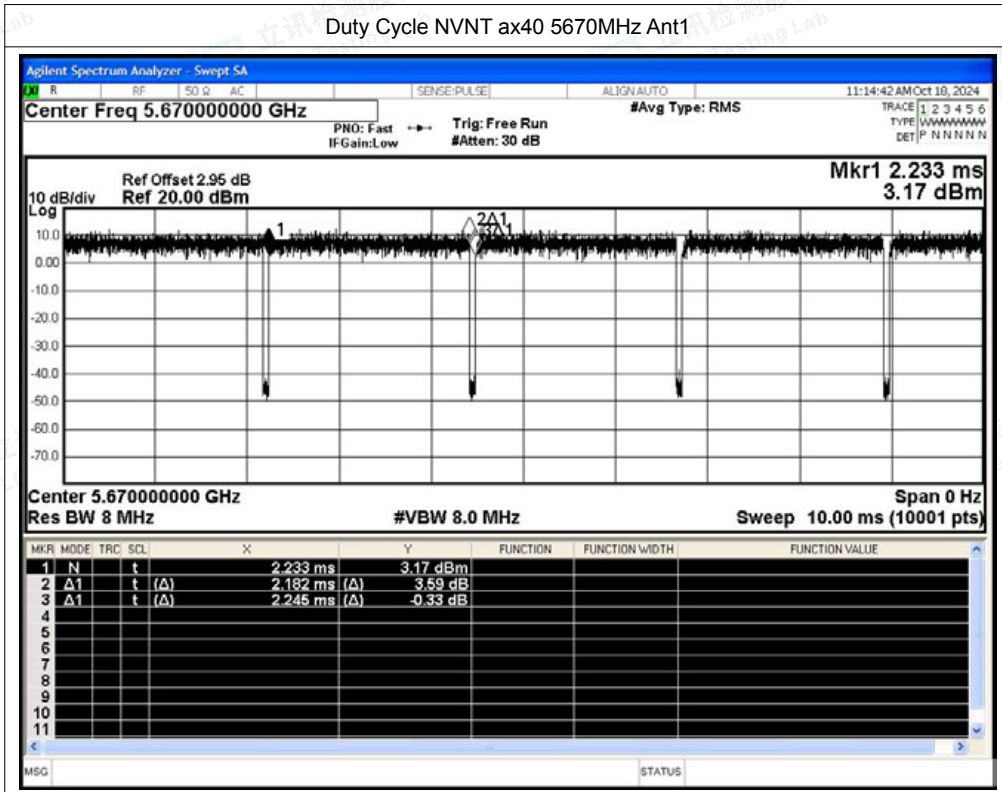 Duty Cycle NVNT ax40 5670MHz Ant1
Agilent Spectrum Analyzer - Swept SA
R RF 50 Ω AC SENSE:PULSE ALIGN AUTO 11:14:42 AM Oct 18, 2024
Center Freq 5.670000000 GHz #Avg Type: RMS TRACE 1 2 3 4 5 6
PNO: Fast Trig: Free Run TYPE WWWWWW
IFGain:Low #Atten: 30 dB DET P N N N N N
Mkr1 2.233 ms
3.17 dBm
Ref Offset 2.95 dB
10 dB/div Ref 20.00 dBm
Log
10.0
0.00
-10.0
-20.0
-30.0
-40.0
-50.0
-60.0
-70.0
1
2Δ1
3Δ1
Center 5.670000000 GHz Span 0 Hz
Res BW 8 MHz #VBW 8.0 MHz Sweep 10.00 ms (10001 pts)
MKR MODE TRC SCL X Y FUNCTION FUNCTION WIDTH FUNCTION VALUE
1 N t 2.233 ms 3.17 dBm
2 Δ1 t (Δ) 2.182 ms (Δ) 3.59 dB
3 Δ1 t (Δ) 2.245 ms (Δ) -0.33 dB
4
5
6
7
8
9
10
11
MSG STATUS